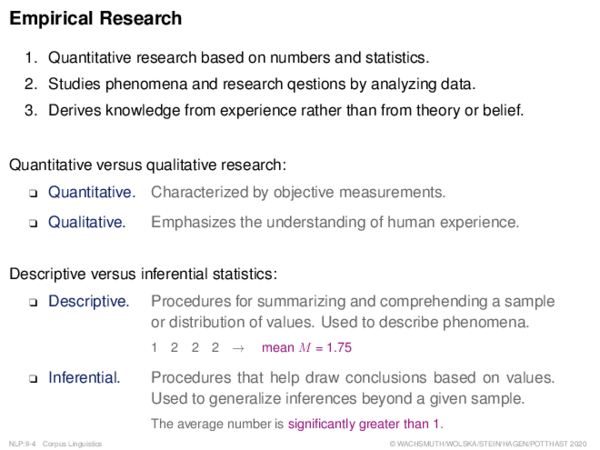 Empirical Research
1. Quantitative research based on numbers and statistics.
2. Studies phenomena and research qestions by analyzing data.
3. Derives knowledge from experience rather than from theory or belief.
Quantitative versus qualitative research:
❑ Quantitative. Characterized by objective measurements.
❑ Qualitative. Emphasizes the understanding of human experience.
Descriptive versus inferential statistics:
❑ Descriptive. Procedures for summarizing and comprehending a sample
or distribution of values. Used to describe phenomena.
1 2 2 2 → mean M = 1.75
❑ Inferential. Procedures that help draw conclusions based on values.
Used to generalize inferences beyond a given sample.
The average number is significantly greater than 1.
NLP:II-4 Corpus Linguistics © WACHSMUTH/WOLSKA/STEIN/HAGEN/POTTHAST 2020